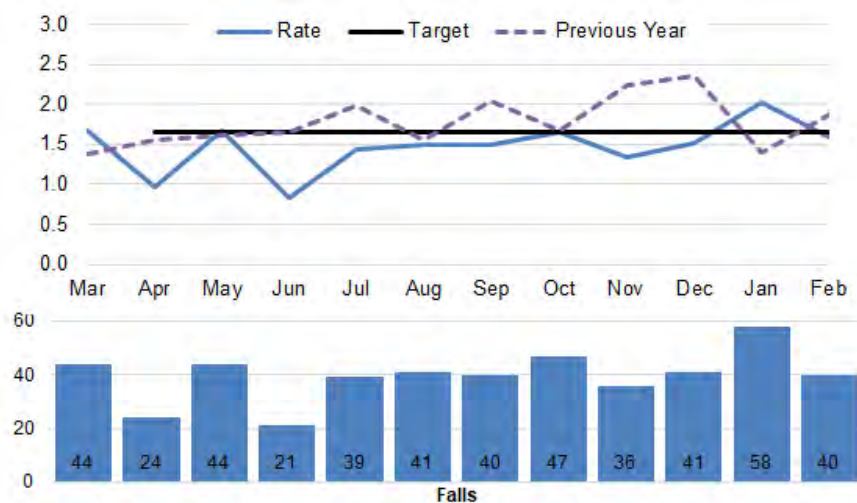 3.0
Rate Target Previous Year
2.5
2.0
1.5
1.0
0.5
0.0
Mar Apr May Jun Jul Aug Sep Oct Nov Dec Jan Feb
60
40
20
44 24 44 21 39 41 40 47 36 41 58 40
0
Falls